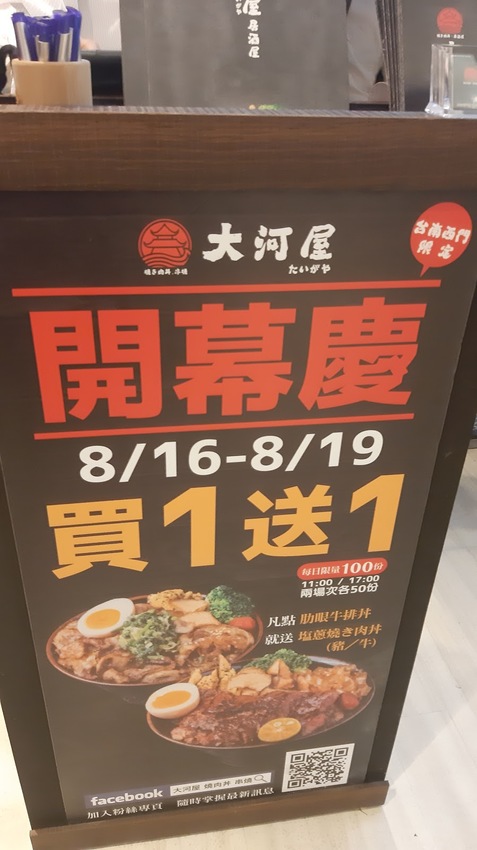 屋
居酒屋
大河屋
たいがや
燒き肉丼.串燒
台南西門
限定
開幕慶
8/16-8/19
買1送1
每日限量100份
11:00 / 17:00
兩場次各50份
凡點 肋眼牛排丼
就送 塩蔥燒き肉丼
(豬／牛)
facebook 大河屋 燒肉丼 串燒
加入粉絲專頁 隨時掌握最新訊息